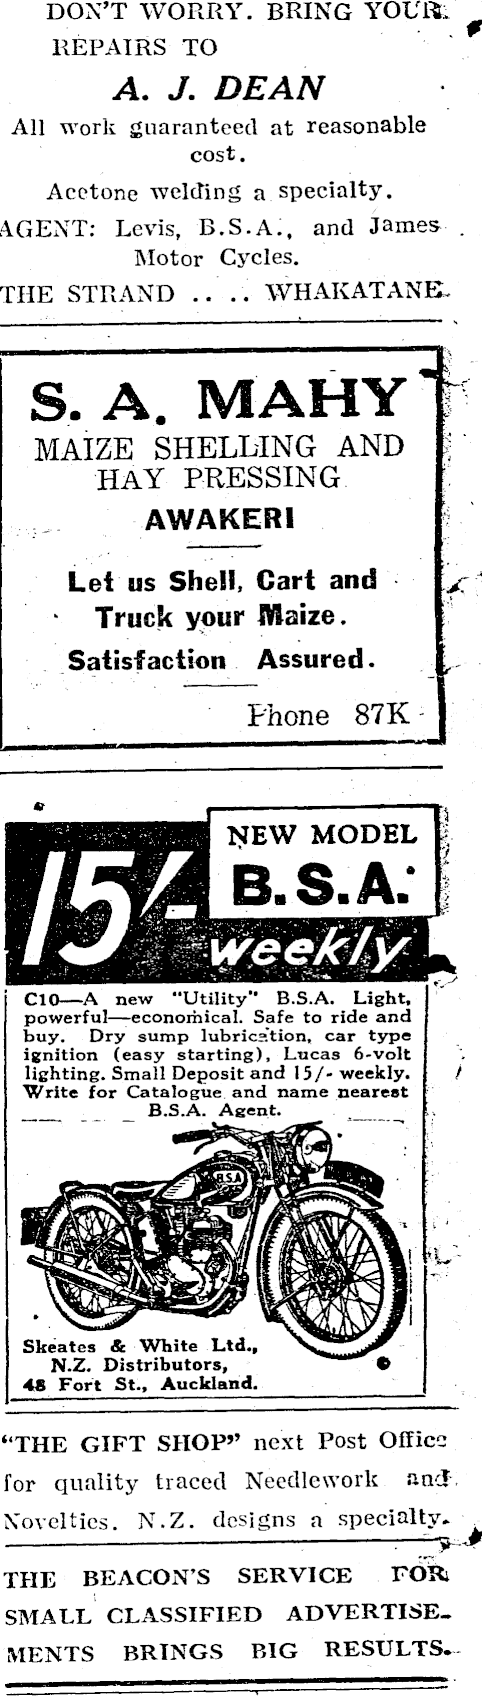 DON'T WORRY. BRING YOUR
REPAIRS TO
A. J. DEAN
All work guaranteed at reasonable
cost.
Acetone welding a specialty.
AGENT: Levis, B.S.A., and James
Motor Cycles.
THE STRAND .. .. WHAKATANE
S. A. MAHY
MAIZE SHELLING AND
HAY PRESSING
AWAKERI
Let us Shell, Cart and
Truck your Maize.
Satisfaction Assured.
Phone 87K
NEW MODEL
B.S.A.
15/-
weekly
C10—A new "Utility" B.S.A. Light,
powerful—economical. Safe to ride and
buy. Dry sump lubrication, car type
ignition (easy starting), Lucas 6-volt
lighting. Small Deposit and 15/- weekly.
Write for Catalogue and name nearest
B.S.A. Agent.
B.S.A
Skeates & White Ltd.,
N.Z. Distributors,
48 Fort St., Auckland.
"THE GIFT SHOP" next Post Office
for quality traced Needlework and
Novelties. N.Z. designs a specialty.
THE BEACON'S SERVICE FOR
SMALL CLASSIFIED ADVERTISE-
MENTS BRINGS BIG RESULTS.